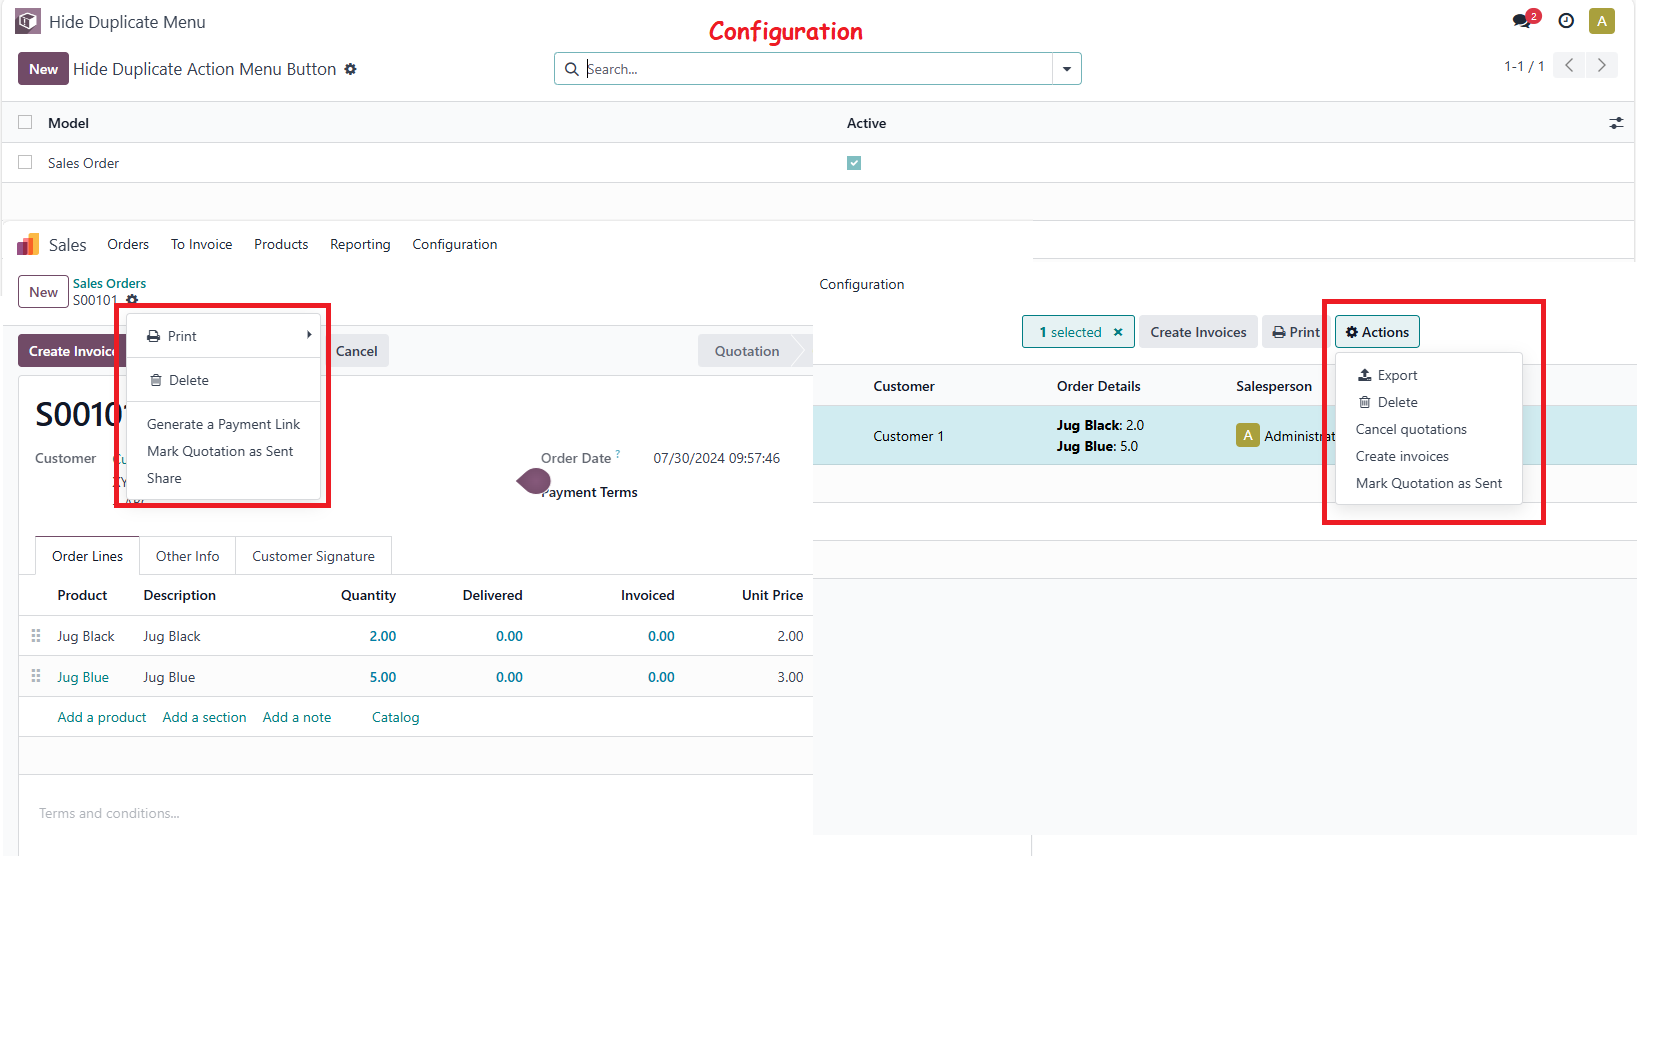 Hide Duplicate Menu
Configuration
2
A
New
Hide Duplicate Action Menu Button
Search...
1-1 / 1
Model
Active
Sales Order
Sales
Orders
To Invoice
Products
Reporting
Configuration
New
Sales Orders
S00101
Print
Delete
Generate a Payment Link
Mark Quotation as Sent
Share
Create Invoic
Cancel
Quotation
S0010
Customer
Order Date ?
07/30/2024 09:57:46
Payment Terms
Order Lines
Other Info
Customer Signature
Product
Description
Quantity
Delivered
Invoiced
Unit Price
Jug Black
Jug Black
2.00
0.00
0.00
2.00
Jug Blue
Jug Blue
5.00
0.00
0.00
3.00
Add a product
Add a section
Add a note
Catalog
Terms and conditions...
Configuration
1 selected
Create Invoices
Print
Actions
Export
Delete
Cancel quotations
Create invoices
Mark Quotation as Sent
Customer
Order Details
Salesperson
Customer 1
Jug Black: 2.0
Jug Blue: 5.0
A
Administrat